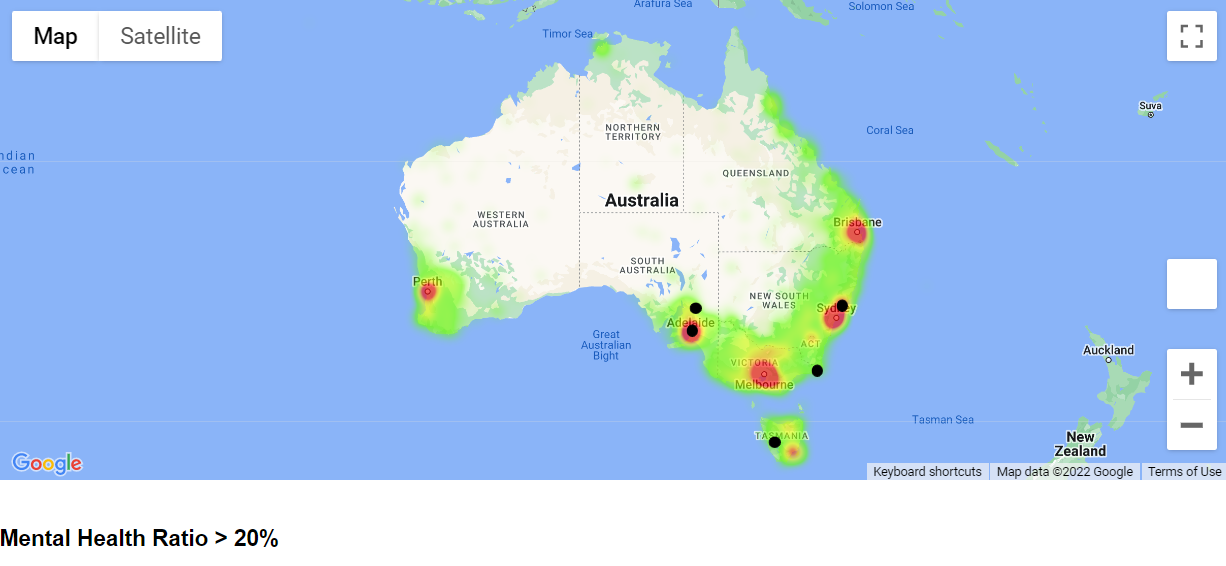 Arafura Sea
Solomon Sea
Map
Satellite
Timor Sea
Suva
Coral Sea
NORTHERN
TERRITORY
ndian
cean
QUEENSLAND
Australia
WESTERN
AUSTRALIA
Brisbane
SOUTH
AUSTRALIA
Perth
NEW SOUTH
WALES
Sydney
Adelaide
Great
Australian
Bight
ACT
Auckland
VICTORIA
Melbourne
Tasman Sea
TASMANIA
New
Zealand
Google
Keyboard shortcuts
Map data ©2022 Google
Terms of Use
Mental Health Ratio > 20%